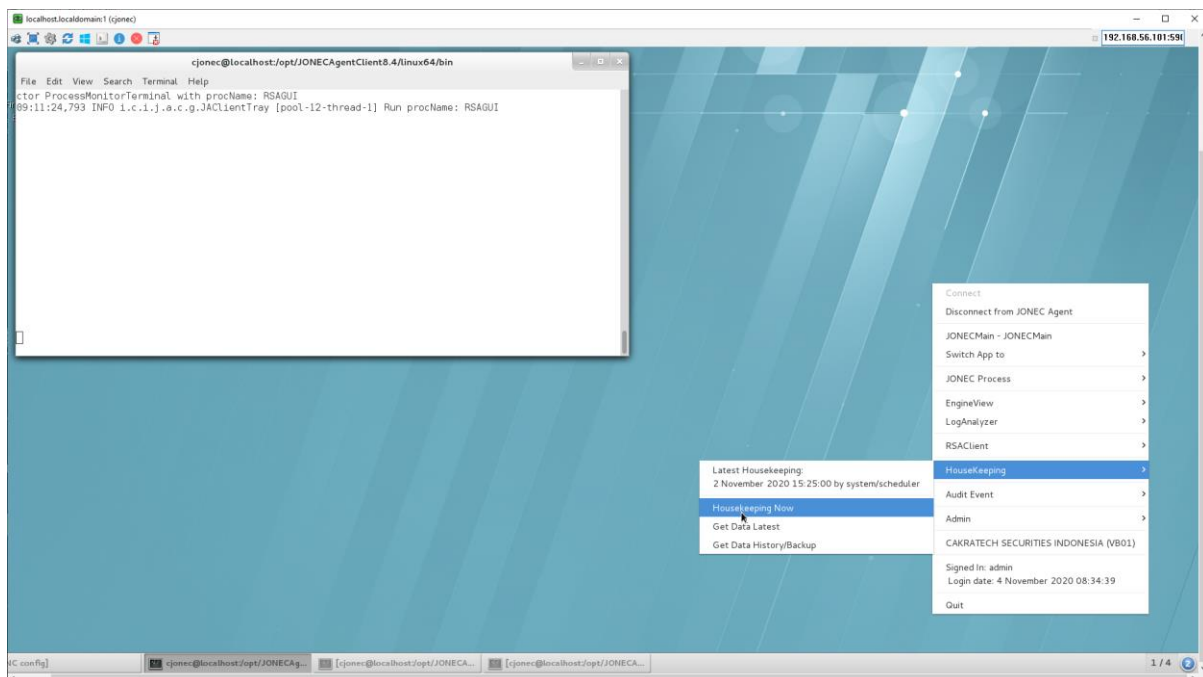 localhost.localdomain:1 (cjonec)
192.168.56.101:590
cjonec@localhost:/opt/JONECAgentClient8.4/linux64/bin
File Edit View Search Terminal Help
ctor ProcessMonitorTerminal with procName: RSAGUI
09:11:24,793 INFO i.c.i.j.a.c.g.JAClientTray [pool-12-thread-1] Run procName: RSAGUI
Connect
Disconnect from JONEC Agent
JONECMain - JONECMain
Switch App to
JONEC Process
EngineView
LogAnalyzer
RSAClient
HouseKeeping
Latest Housekeeping:
2 November 2020 15:25:00 by system/scheduler
Housekeeping Now
Get Data Latest
Get Data History/Backup
Audit Event
Admin
CAKRATECH SECURITIES INDONESIA (VB01)
Signed In: admin
Login date: 4 November 2020 08:34:39
Quit
IC config]
cjonec@localhost:/opt/JONECAg...
[cjonec@localhost:/opt/JONECA...
[cjonec@localhost:/opt/JONECA...
1 / 4
2